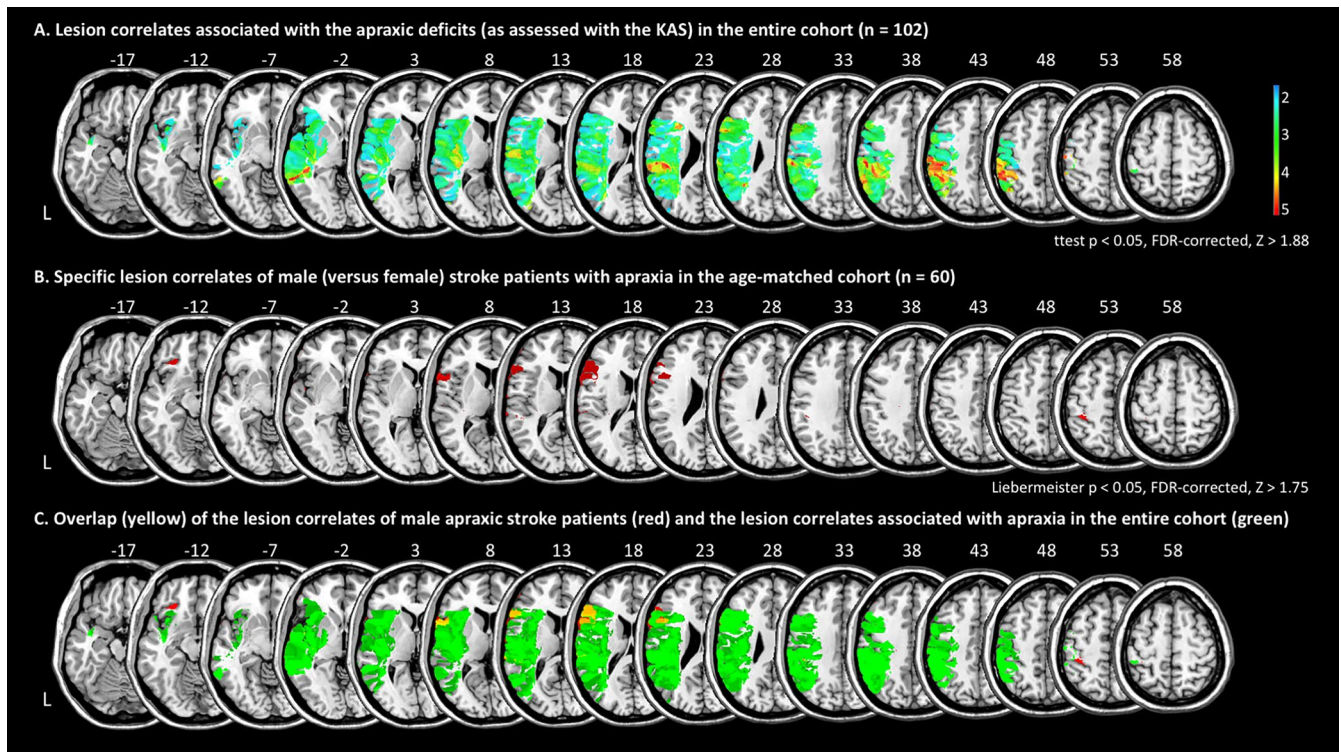 A. Lesion correlates associated with the apraxic deficits (as assessed with the KAS) in the entire cohort (n = 102)
-17 -12 -7 -2 3 8 13 18 23 28 33 38 43 48 53 58
2
3
4
5
L
ttest p < 0.05, FDR-corrected, Z > 1.88
B. Specific lesion correlates of male (versus female) stroke patients with apraxia in the age-matched cohort (n = 60)
-17 -12 -7 -2 3 8 13 18 23 28 33 38 43 48 53 58
L
Liebermeister p < 0.05, FDR-corrected, Z > 1.75
C. Overlap (yellow) of the lesion correlates of male apraxic stroke patients (red) and the lesion correlates associated with apraxia in the entire cohort (green)
-17 -12 -7 -2 3 8 13 18 23 28 33 38 43 48 53 58
L